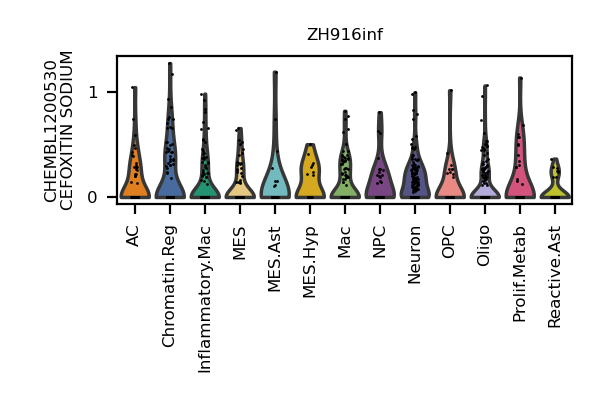 ZH916inf
CHEMBL1200530
CEFOXITIN SODIUM
1
0
AC
Chromatin.Reg
Inflammatory.Mac
MES
MES.Ast
MES.Hyp
Mac
NPC
Neuron
OPC
Oligo
Prolif.Metab
Reactive.Ast